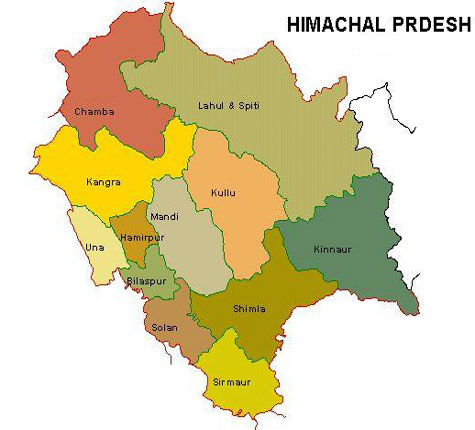 HIMACHAL PRDESH
Chamba
Lahul & Spiti
Kangra
Kullu
Mandi
Hamirpur
Una
Kinnaur
Bilaspur
Shimla
Solan
Sirmaur